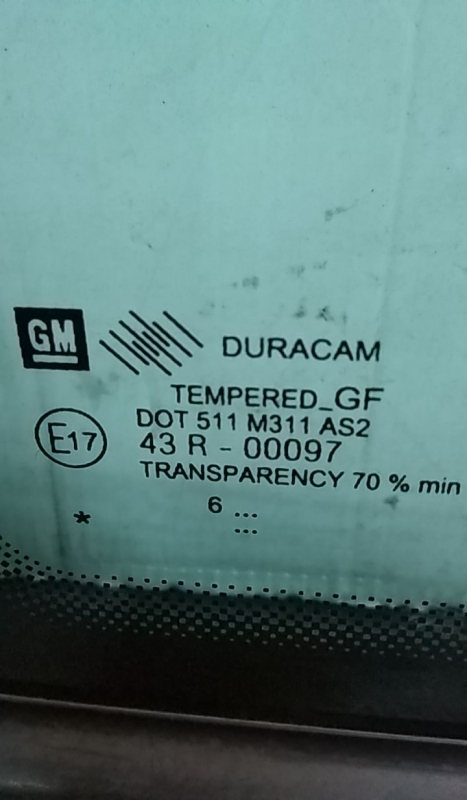 GM DURACAM
TEMPERED_GF
DOT 511 M311 AS2
E17 43 R - 00097
TRANSPARENCY 70 % min
6 ...
* ...